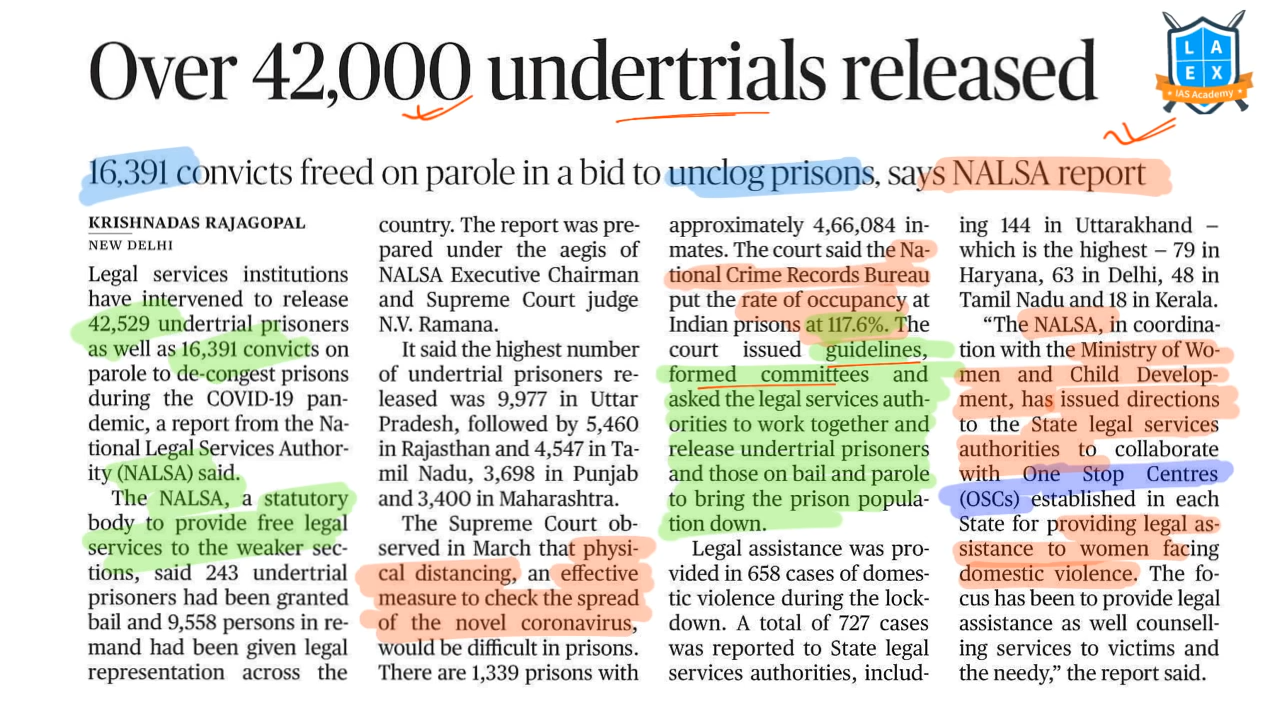 Over 42,000 undertrials released
L A
E X
IAS Academy
16,391 convicts freed on parole in a bid to unclog prisons, says NALSA report
KRISHNADAS RAJAGOPAL
NEW DELHI
Legal services institutions
have intervened to release
42,529 undertrial prisoners
as well as 16,391 convicts on
parole to de-congest prisons
during the COVID-19 pan-
demic, a report from the Na-
tional Legal Services Author-
ity (NALSA) said.
The NALSA, a statutory
body to provide free legal
services to the weaker sec-
tions, said 243 undertrial
prisoners had been granted
bail and 9,558 persons in re-
mand had been given legal
representation across the
country. The report was pre-
pared under the aegis of
NALSA Executive Chairman
and Supreme Court judge
N.V. Ramana.
It said the highest number
of undertrial prisoners re-
leased was 9,977 in Uttar
Pradesh, followed by 5,460
in Rajasthan and 4,547 in Ta-
mil Nadu, 3,698 in Punjab
and 3,400 in Maharashtra.
The Supreme Court ob-
served in March that physi-
cal distancing, an effective
measure to check the spread
of the novel coronavirus,
would be difficult in prisons.
There are 1,339 prisons with
approximately 4,66,084 in-
mates. The court said the Na-
tional Crime Records Bureau
put the rate of occupancy at
Indian prisons at 117.6%. The
court issued guidelines,
formed committees and
asked the legal services auth-
orities to work together and
release undertrial prisoners
and those on bail and parole
to bring the prison popula-
tion down.
Legal assistance was pro-
vided in 658 cases of domes-
tic violence during the lock-
down. A total of 727 cases
was reported to State legal
services authorities, includ-
ing 144 in Uttarakhand –
which is the highest – 79 in
Haryana, 63 in Delhi, 48 in
Tamil Nadu and 18 in Kerala.
“The NALSA, in coordina-
tion with the Ministry of Wo-
men and Child Develop-
ment, has issued directions
to the State legal services
authorities to collaborate
with One Stop Centres
(OSCs) established in each
State for providing legal as-
sistance to women facing
domestic violence. The fo-
cus has been to provide legal
assistance as well counsell-
ing services to victims and
the needy,” the report said.